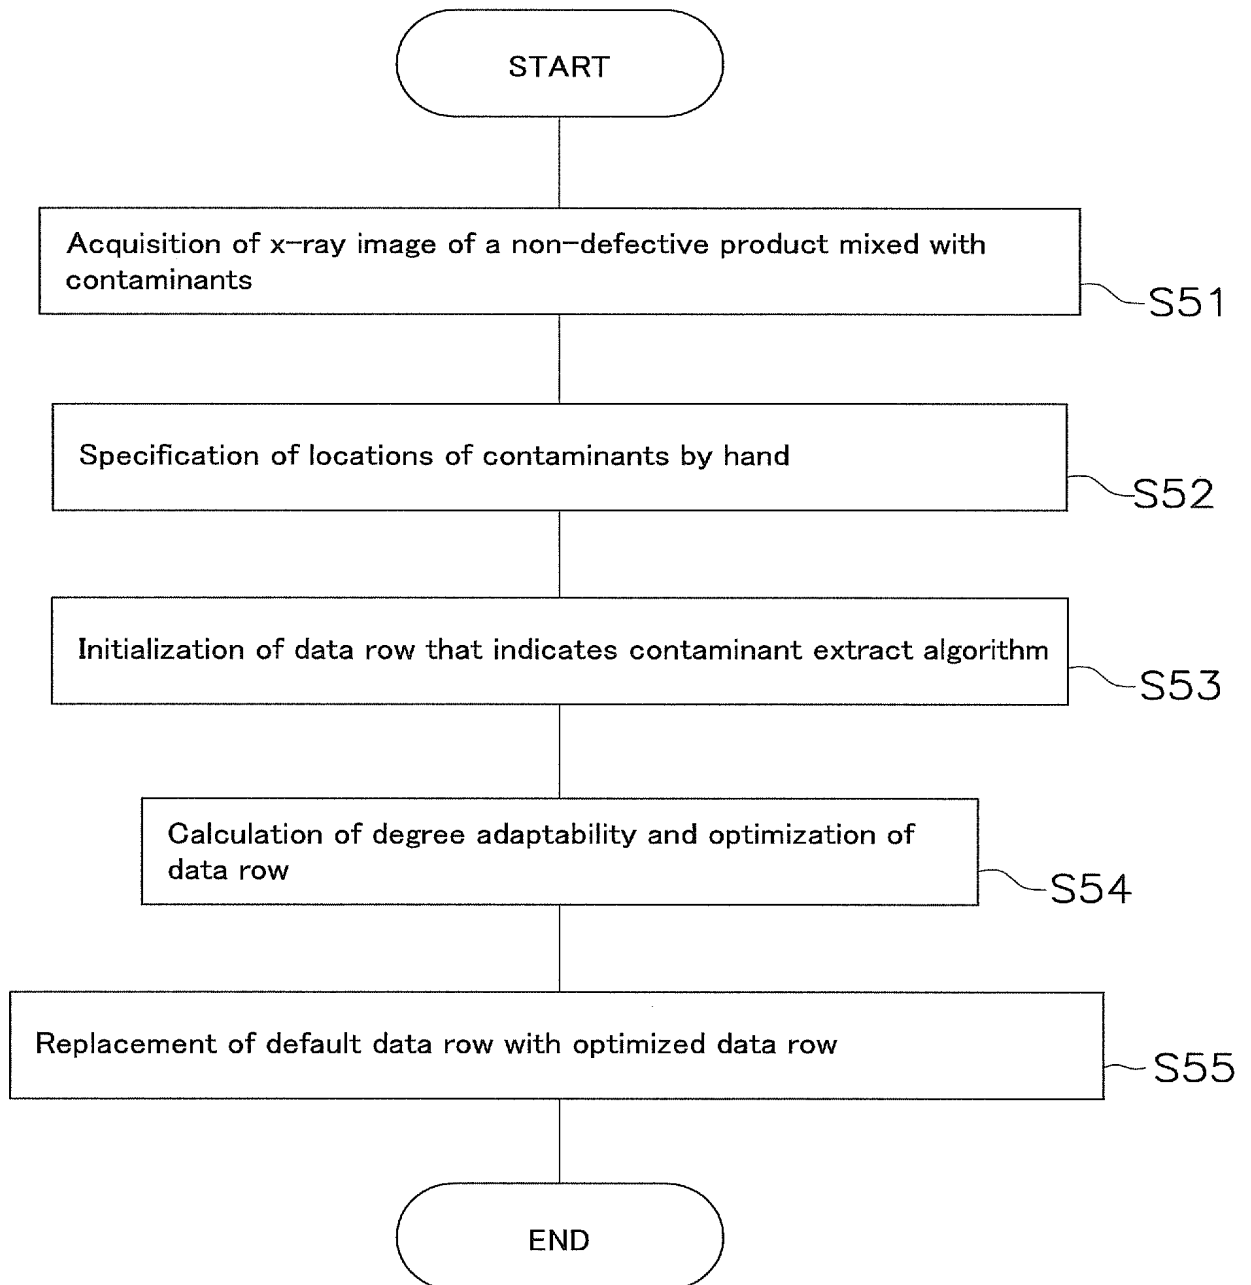 START
Acquisition of x-ray image of a non-defective product mixed with
contaminants
S51
Specification of locations of contaminants by hand
S52
Initialization of data row that indicates contaminant extract algorithm
S53
Calculation of degree adaptability and optimization of
data row
S54
Replacement of default data row with optimized data row
S55
END